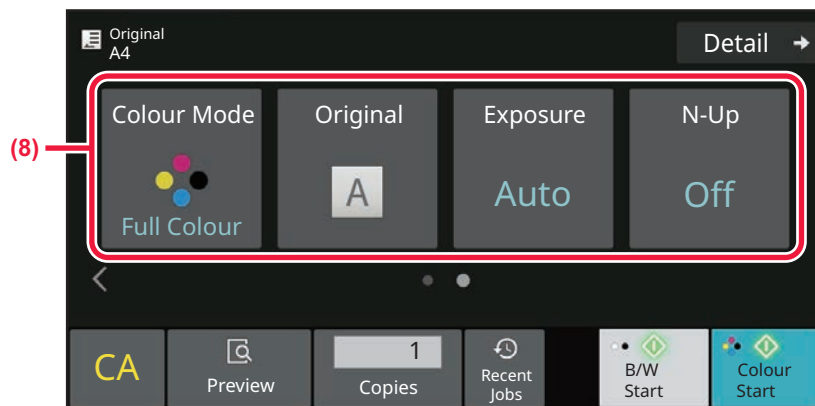 Original
A4
Detail
Colour Mode
Original
Exposure
N-Up
(8)
A
Full Colour
Auto
Off
CA
Preview
1
Copies
Recent
Jobs
B/W
Start
Colour
Start